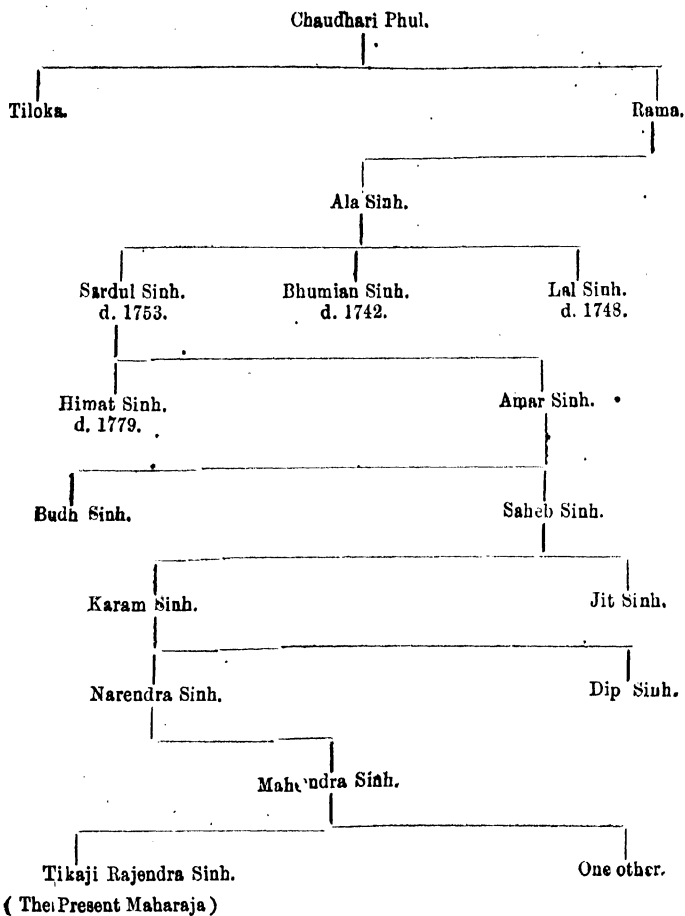 Chaudhari Phul.
Tiloka.
Rama.
Ala Sinh.
Sardul Sinh.
d. 1753.
Bhumian Sinh.
d. 1742.
Lal Sinh.
d. 1748.
Himat Sinh.
d. 1779.
Amar Sinh.
Budh Sinh.
Saheb Sinh.
Karam Sinh.
Jit Sinh.
Narendra Sinh.
Dip Sinh.
Mahendra Sinh.
Tikaji Rajendra Sinh.
( The Present Maharaja )
One other.